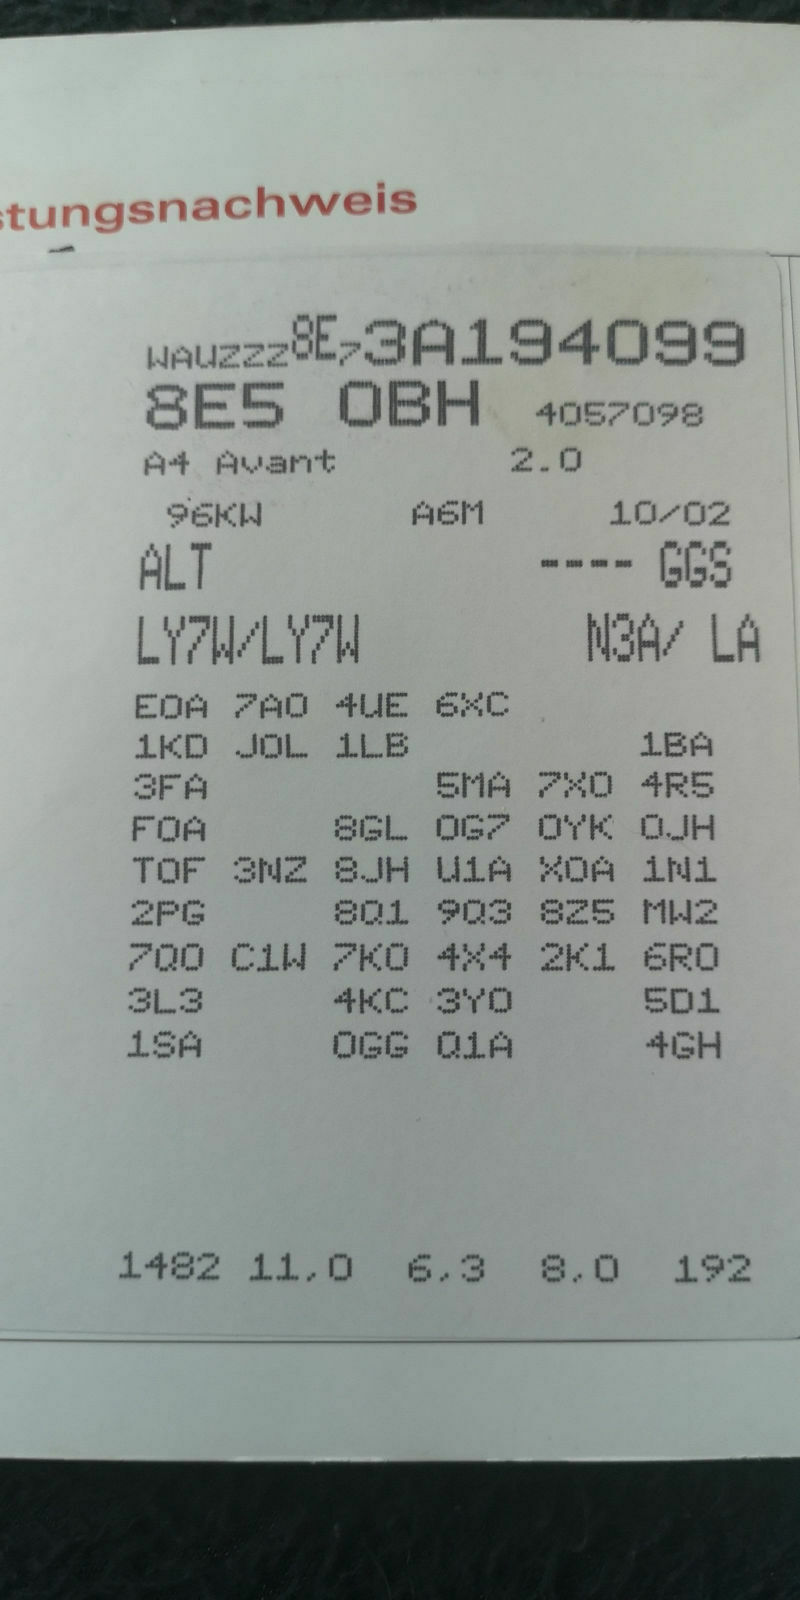 stungsnachweis
WAUZZZ8EZ3A194099
8E5 0BH 4057098
A4 Avant 2.0
96KW A6M 10/02
ALT ---- GGS
LY7W/LY7W N3A/ LA
E0A 7A0 4UE 6XC
1KD J0L 1LB 1BA
3FA 5MA 7X0 4R5
F0A 8GL 0G7 0YK 0JH
T0F 3NZ 8JH U1A X0A 1N1
2PG 8Q1 9Q3 8Z5 MW2
7Q0 C1W 7K0 4X4 2K1 6R0
3L3 4KC 3Y0 5D1
1SA 0GG Q1A 4GH
1482 11,0 6,3 8,0 192